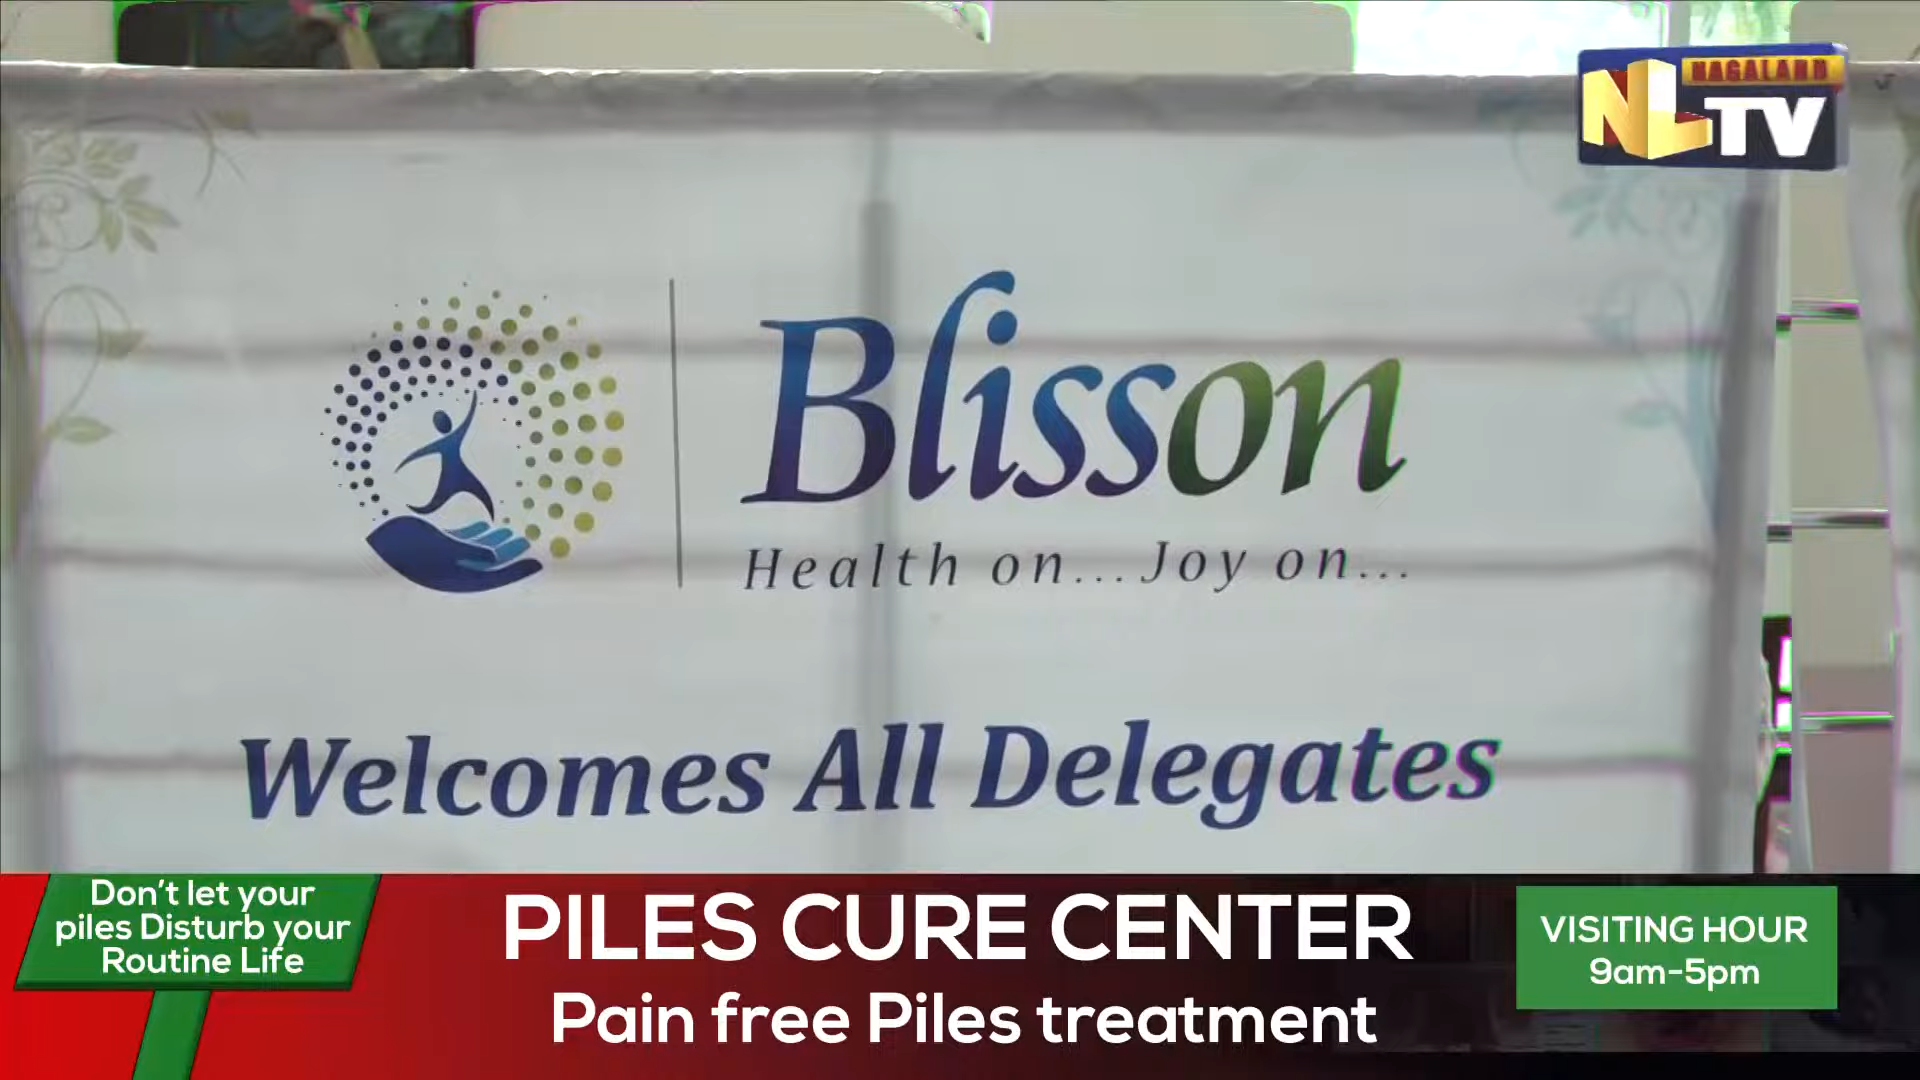 NAGALAND
NLTV
Blisson
Health on...Joy on...
Welcomes All Delegates
Don't let your
piles Disturb your
Routine Life
PILES CURE CENTER
Pain free Piles treatment
VISITING HOUR
9am-5pm